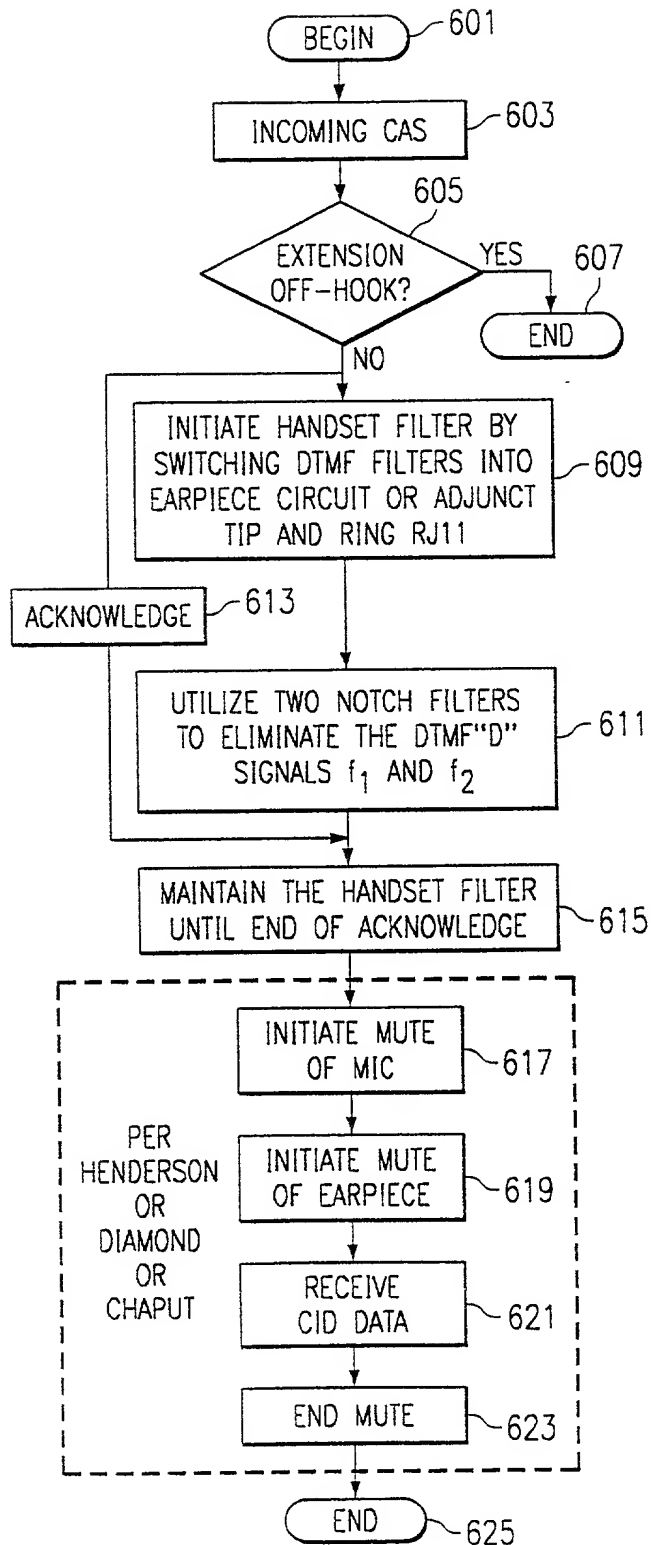 BEGIN
601
INCOMING CAS
603
605
EXTENSION
OFF-HOOK?
YES
607
END
NO
INITIATE HANDSET FILTER BY
SWITCHING DTMF FILTERS INTO
EARPIECE CIRCUIT OR ADJUNCT
TIP AND RING RJ11
609
ACKNOWLEDGE
613
UTILIZE TWO NOTCH FILTERS
TO ELIMINATE THE DTMF"D"
SIGNALS f1 AND f2
611
MAINTAIN THE HANDSET FILTER
UNTIL END OF ACKNOWLEDGE
615
INITIATE MUTE
OF MIC
617
PER
HENDERSON
OR
DIAMOND
OR
CHAPUT
INITIATE MUTE
OF EARPIECE
619
RECEIVE
CID DATA
621
END MUTE
623
END
625